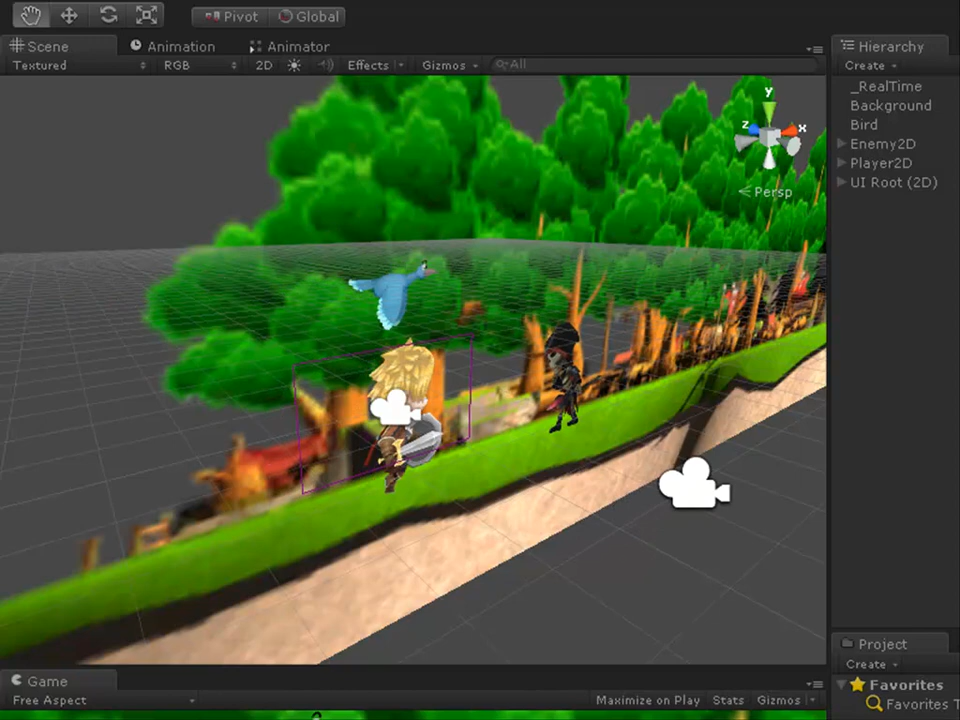 Pivot Global
Scene Animation Animator
Textured RGB 2D Effects Gizmos All
Hierarchy
Create
_RealTime
Background
Bird
Enemy2D
Player2D
UI Root (2D)
y
z x
Persp
Project
Create
Favorites
Favorites T
Game
Free Aspect Maximize on Play Stats Gizmos